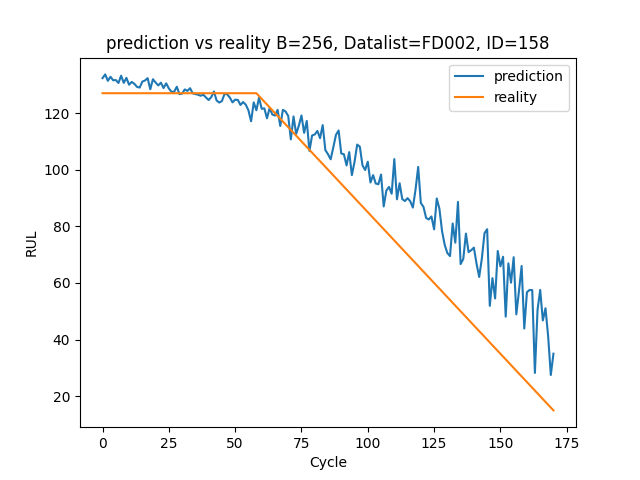 prediction vs reality B=256, Datalist=FD002, ID=158
prediction
reality
RUL
120
100
80
60
40
20
0 25 50 75 100 125 150 175
Cycle